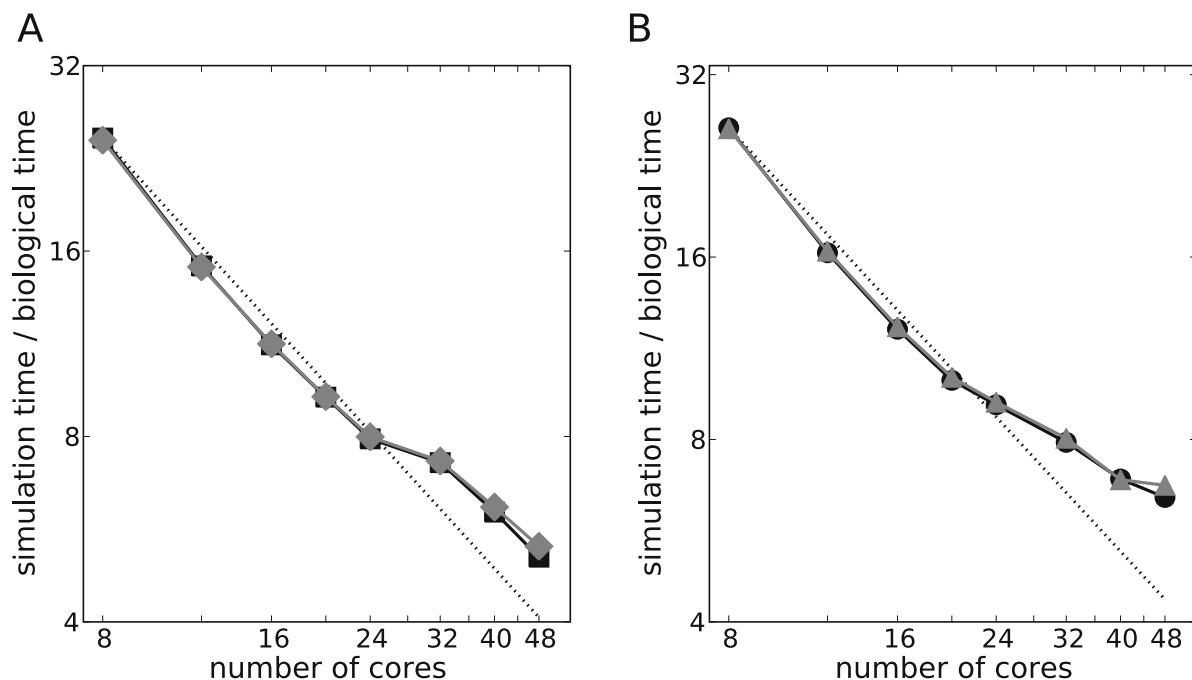 A
simulation time / biological time
32
16
8
4
8 16 24 32 40 48
number of cores
B
simulation time / biological time
32
16
8
4
8 16 24 32 40 48
number of cores